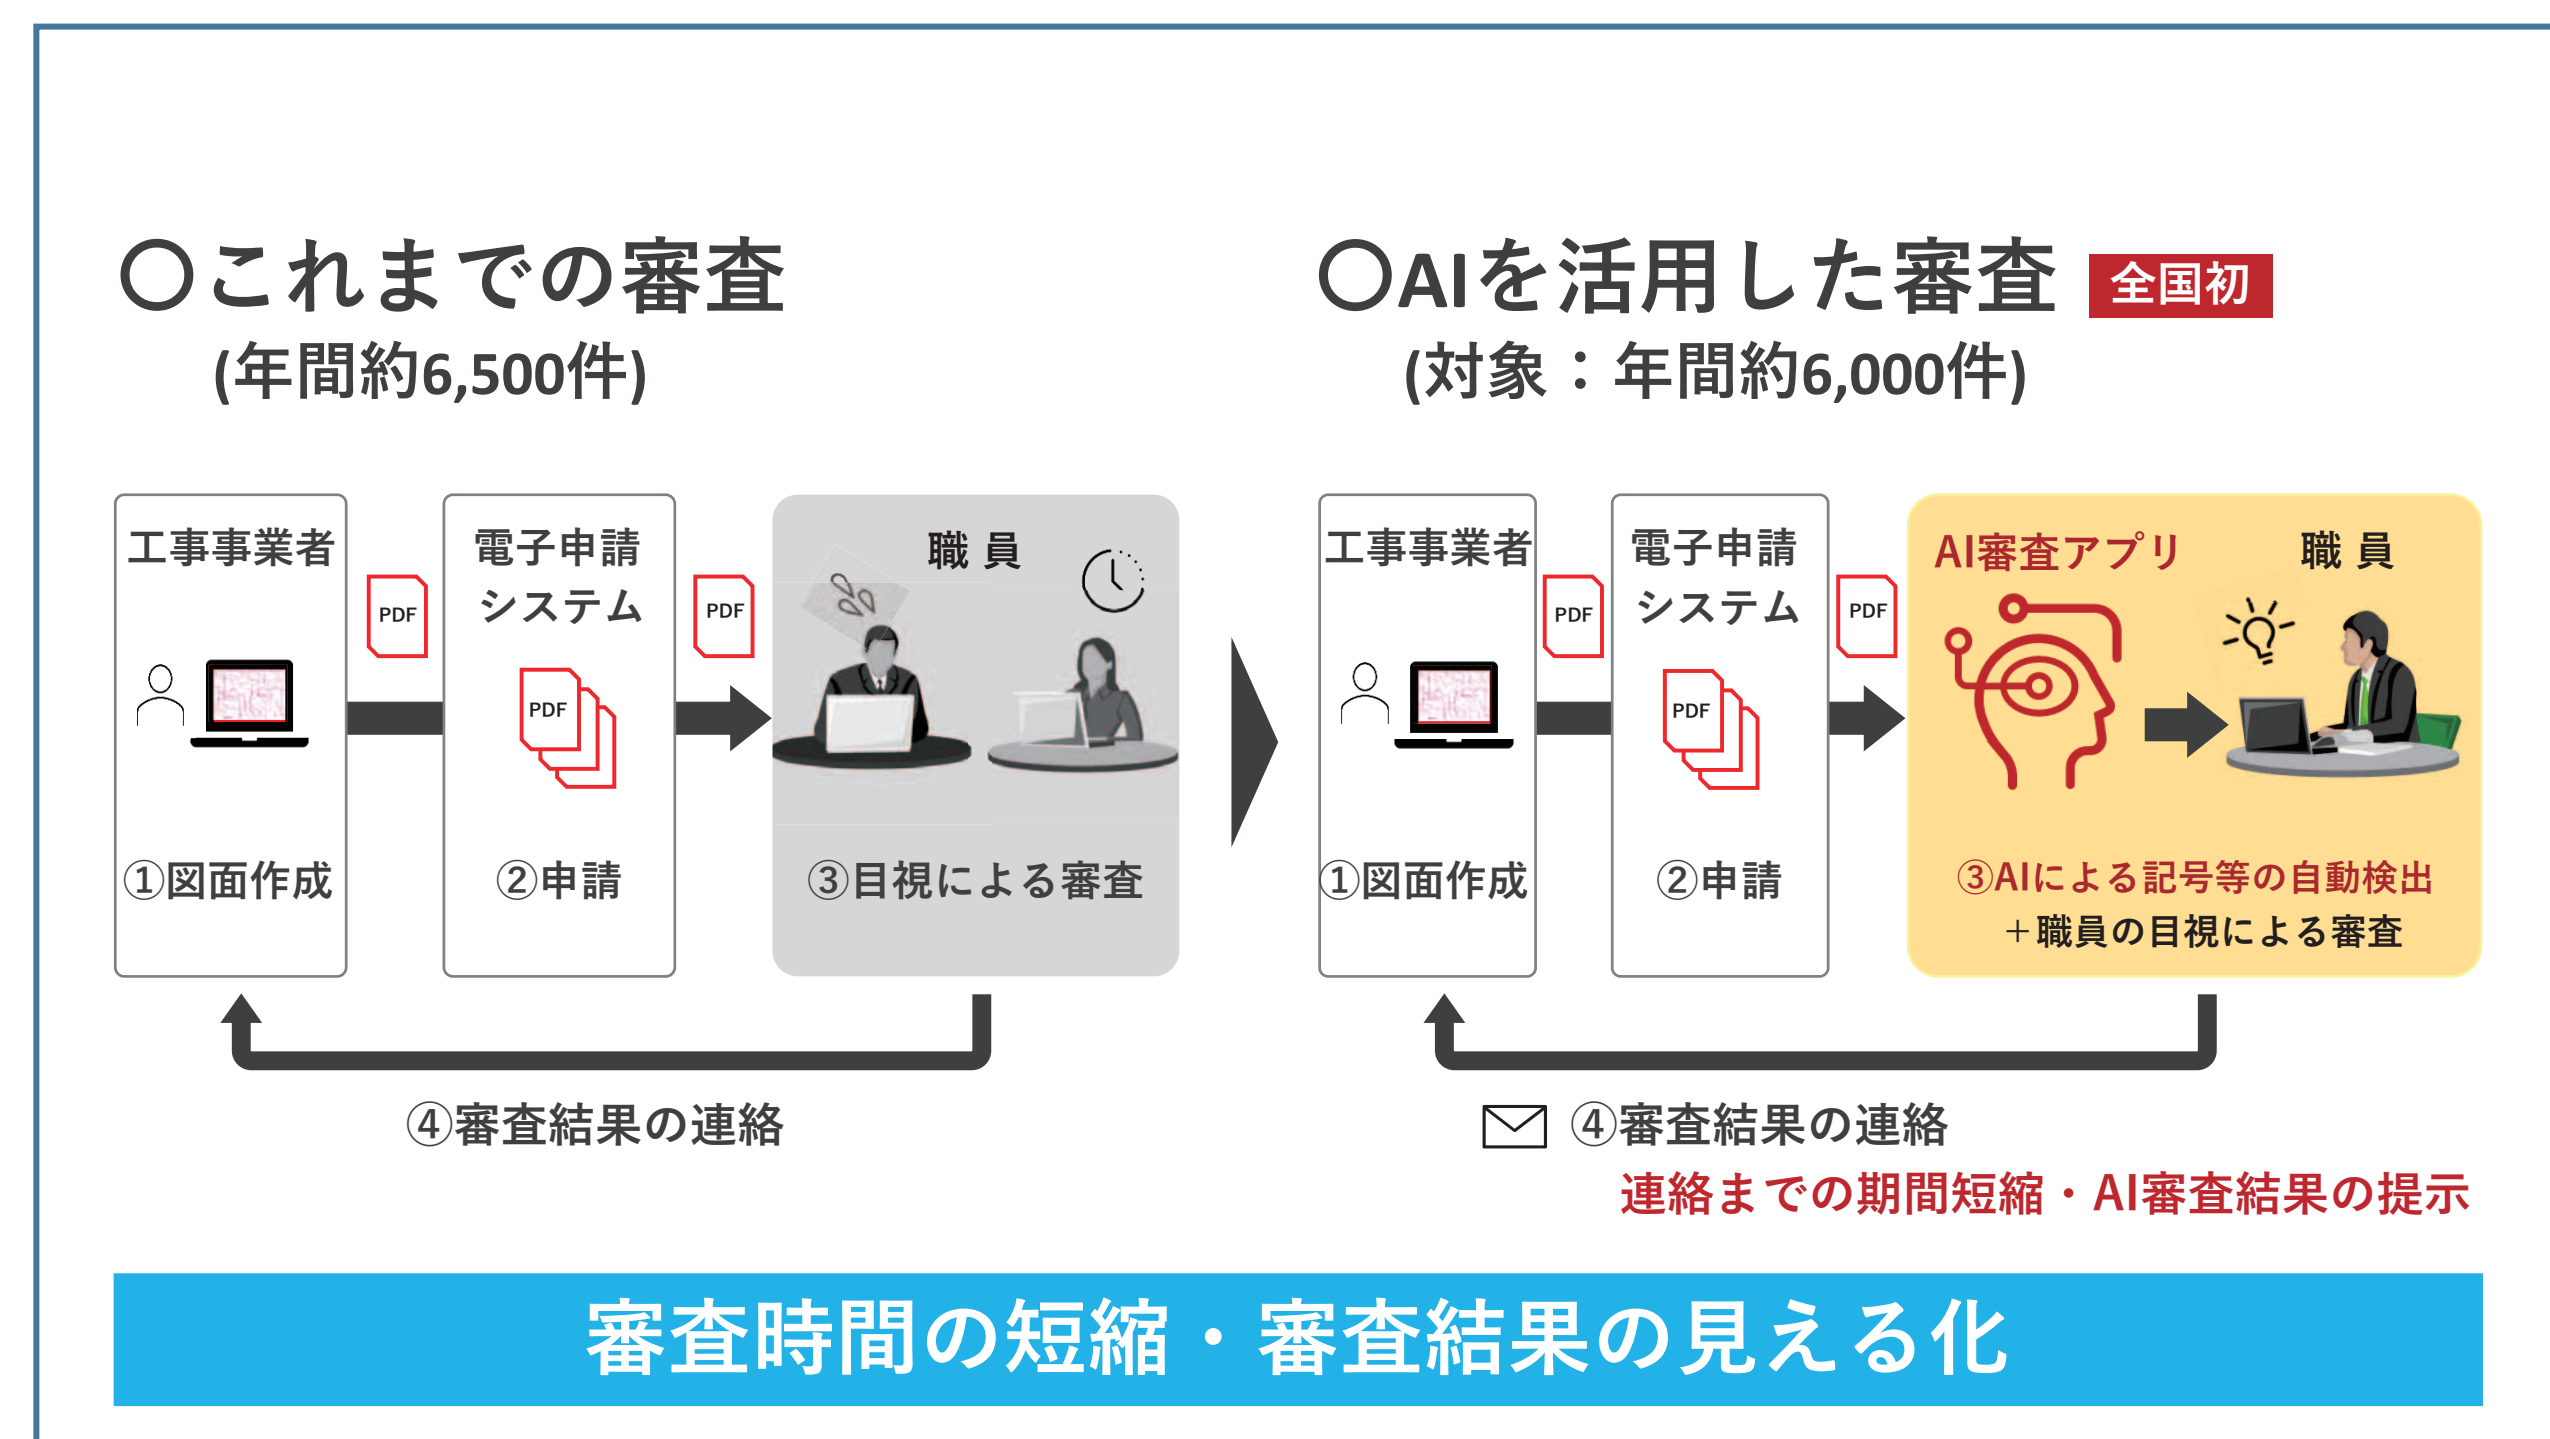 〇これまでの審査
(年間約6,500件)
工事事業者
PDF
電子申請
システム
PDF
PDF
職 員
①図面作成
②申請
③目視による審査
④審査結果の連絡
〇AIを活用した審査
全国初
(対象：年間約6,000件)
工事事業者
PDF
電子申請
システム
PDF
PDF
AI審査アプリ
職 員
①図面作成
②申請
③AIによる記号等の自動検出
＋職員の目視による審査
④審査結果の連絡
連絡までの期間短縮・AI審査結果の提示
審査時間の短縮・審査結果の見える化